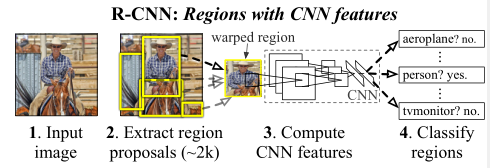 R-CNN: Regions with CNN features
warped region
aeroplane? no.
person? yes.
tvmonitor? no.
CNN
1. Input image
2. Extract region proposals (~2k)
3. Compute CNN features
4. Classify regions